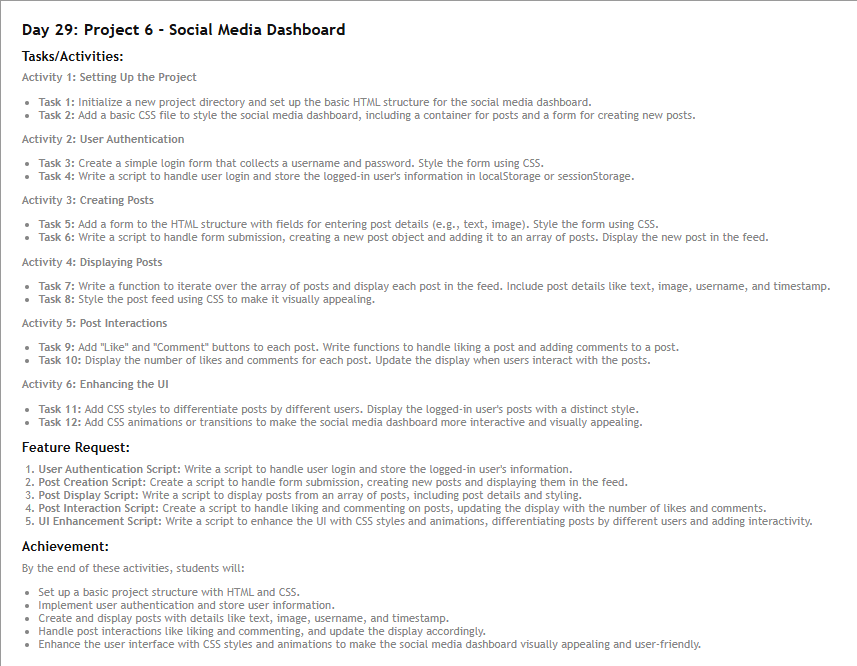 Day 29: Project 6 - Social Media Dashboard
Tasks/Activities:
Activity 1: Setting Up the Project
• Task 1: Initialize a new project directory and set up the basic HTML structure for the social media dashboard.
• Task 2: Add a basic CSS file to style the social media dashboard, including a container for posts and a form for creating new posts.
Activity 2: User Authentication
• Task 3: Create a simple login form that collects a username and password. Style the form using CSS.
• Task 4: Write a script to handle user login and store the logged-in user's information in localStorage or sessionStorage.
Activity 3: Creating Posts
• Task 5: Add a form to the HTML structure with fields for entering post details (e.g., text, image). Style the form using CSS.
• Task 6: Write a script to handle form submission, creating a new post object and adding it to an array of posts. Display the new post in the feed.
Activity 4: Displaying Posts
• Task 7: Write a function to iterate over the array of posts and display each post in the feed. Include post details like text, image, username, and timestamp.
• Task 8: Style the post feed using CSS to make it visually appealing.
Activity 5: Post Interactions
• Task 9: Add "Like" and "Comment" buttons to each post. Write functions to handle liking a post and adding comments to a post.
• Task 10: Display the number of likes and comments for each post. Update the display when users interact with the posts.
Activity 6: Enhancing the UI
• Task 11: Add CSS styles to differentiate posts by different users. Display the logged-in user's posts with a distinct style.
• Task 12: Add CSS animations or transitions to make the social media dashboard more interactive and visually appealing.
Feature Request:
1. User Authentication Script: Write a script to handle user login and store the logged-in user's information.
2. Post Creation Script: Create a script to handle form submission, creating new posts and displaying them in the feed.
3. Post Display Script: Write a script to display posts from an array of posts, including post details and styling.
4. Post Interaction Script: Create a script to handle liking and commenting on posts, updating the display with the number of likes and comments.
5. UI Enhancement Script: Write a script to enhance the UI with CSS styles and animations, differentiating posts by different users and adding interactivity.
Achievement:
By the end of these activities, students will:
• Set up a basic project structure with HTML and CSS.
• Implement user authentication and store user information.
• Create and display posts with details like text, image, username, and timestamp.
• Handle post interactions like liking and commenting, and update the display accordingly.
• Enhance the user interface with CSS styles and animations to make the social media dashboard visually appealing and user-friendly.